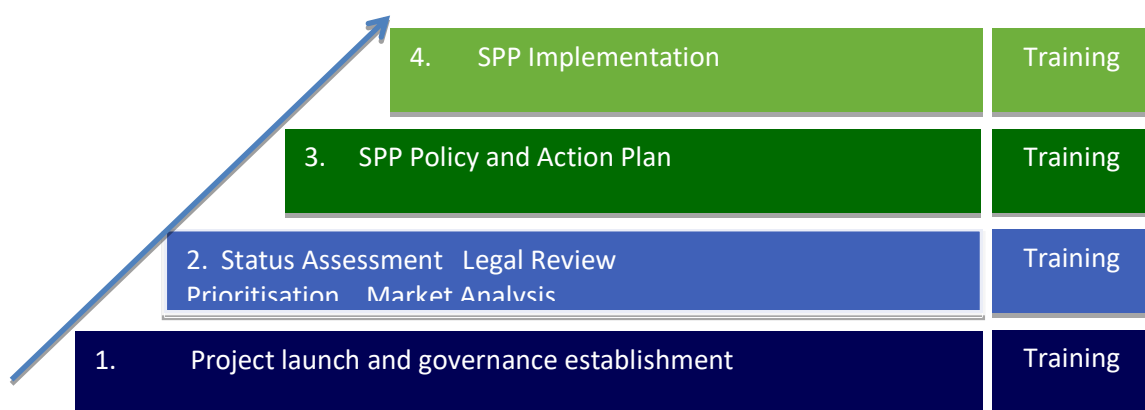 4. SPP Implementation Training
3. SPP Policy and Action Plan Training
2. Status Assessment Legal Review Training
Prioritisation Market Analysis
1. Project launch and governance establishment Training